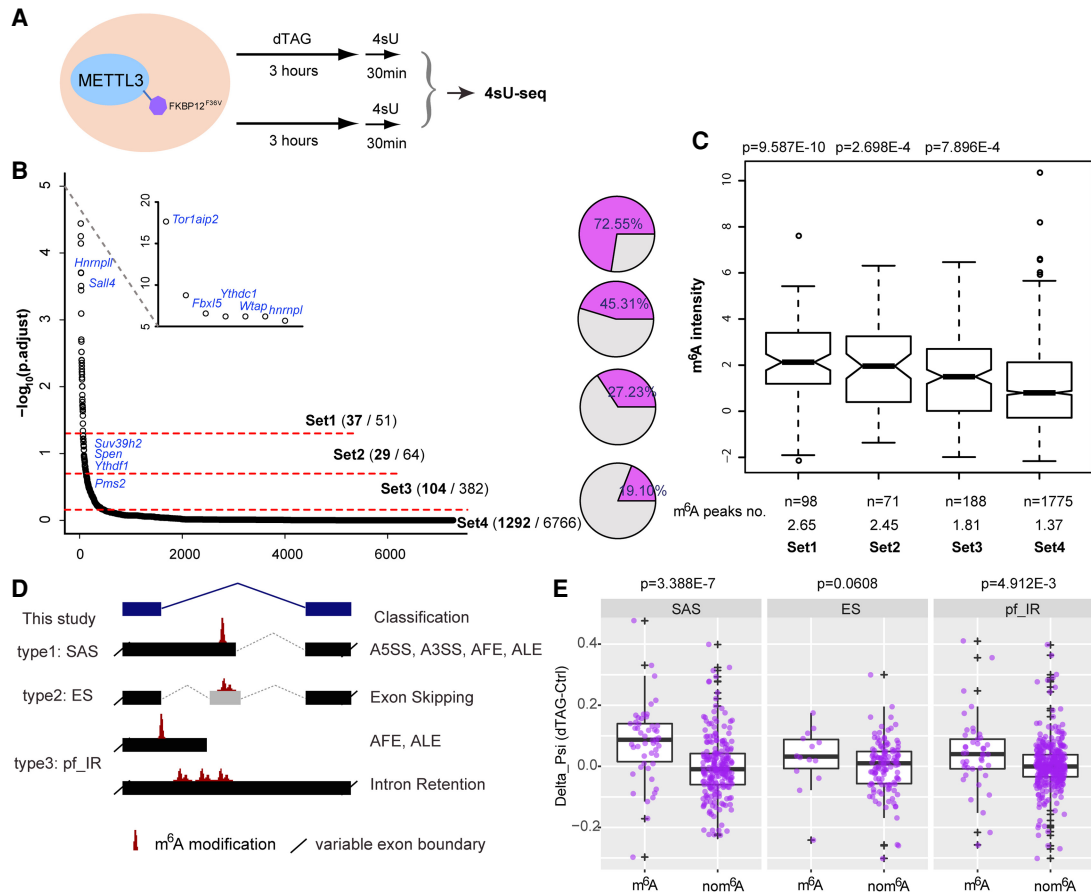 A
METTL3
FKBP12F36V
dTAG
3 hours
4sU
30min
3 hours
4sU
30min
4sU-seq
B
−log10(p.adjust)
5
4
3
2
1
0
0
2000
4000
6000
Hnrnpll
Sall4
Suv39h2
Spen
Ythdf1
Pms2
20
15
10
5
Tor1aip2
Fbxl5
Ythdc1
Wtap
hnrnpl
Set1 (37 / 51)
Set2 (29 / 64)
Set3 (104 / 382)
Set4 (1292 / 6766)
72.55%
45.31%
27.23%
19.10%
C
p=9.587E-10 p=2.698E-4 p=7.896E-4
m6A intensity
10
8
6
4
2
0
−2
m6A peaks no.
n=98 n=71 n=188 n=1775
2.65 2.45 1.81 1.37
Set1 Set2 Set3 Set4
D
This study
Classification
type1: SAS
A5SS, A3SS, AFE, ALE
type2: ES
Exon Skipping
type3: pf_IR
AFE, ALE
Intron Retention
m6A modification
variable exon boundary
E
p=3.388E-7 p=0.0608 p=4.912E-3
SAS ES pf_IR
Delta_Psi (dTAG-Ctrl)
0.4
0.2
0.0
−0.2
m6A nom6A m6A nom6A m6A nom6A